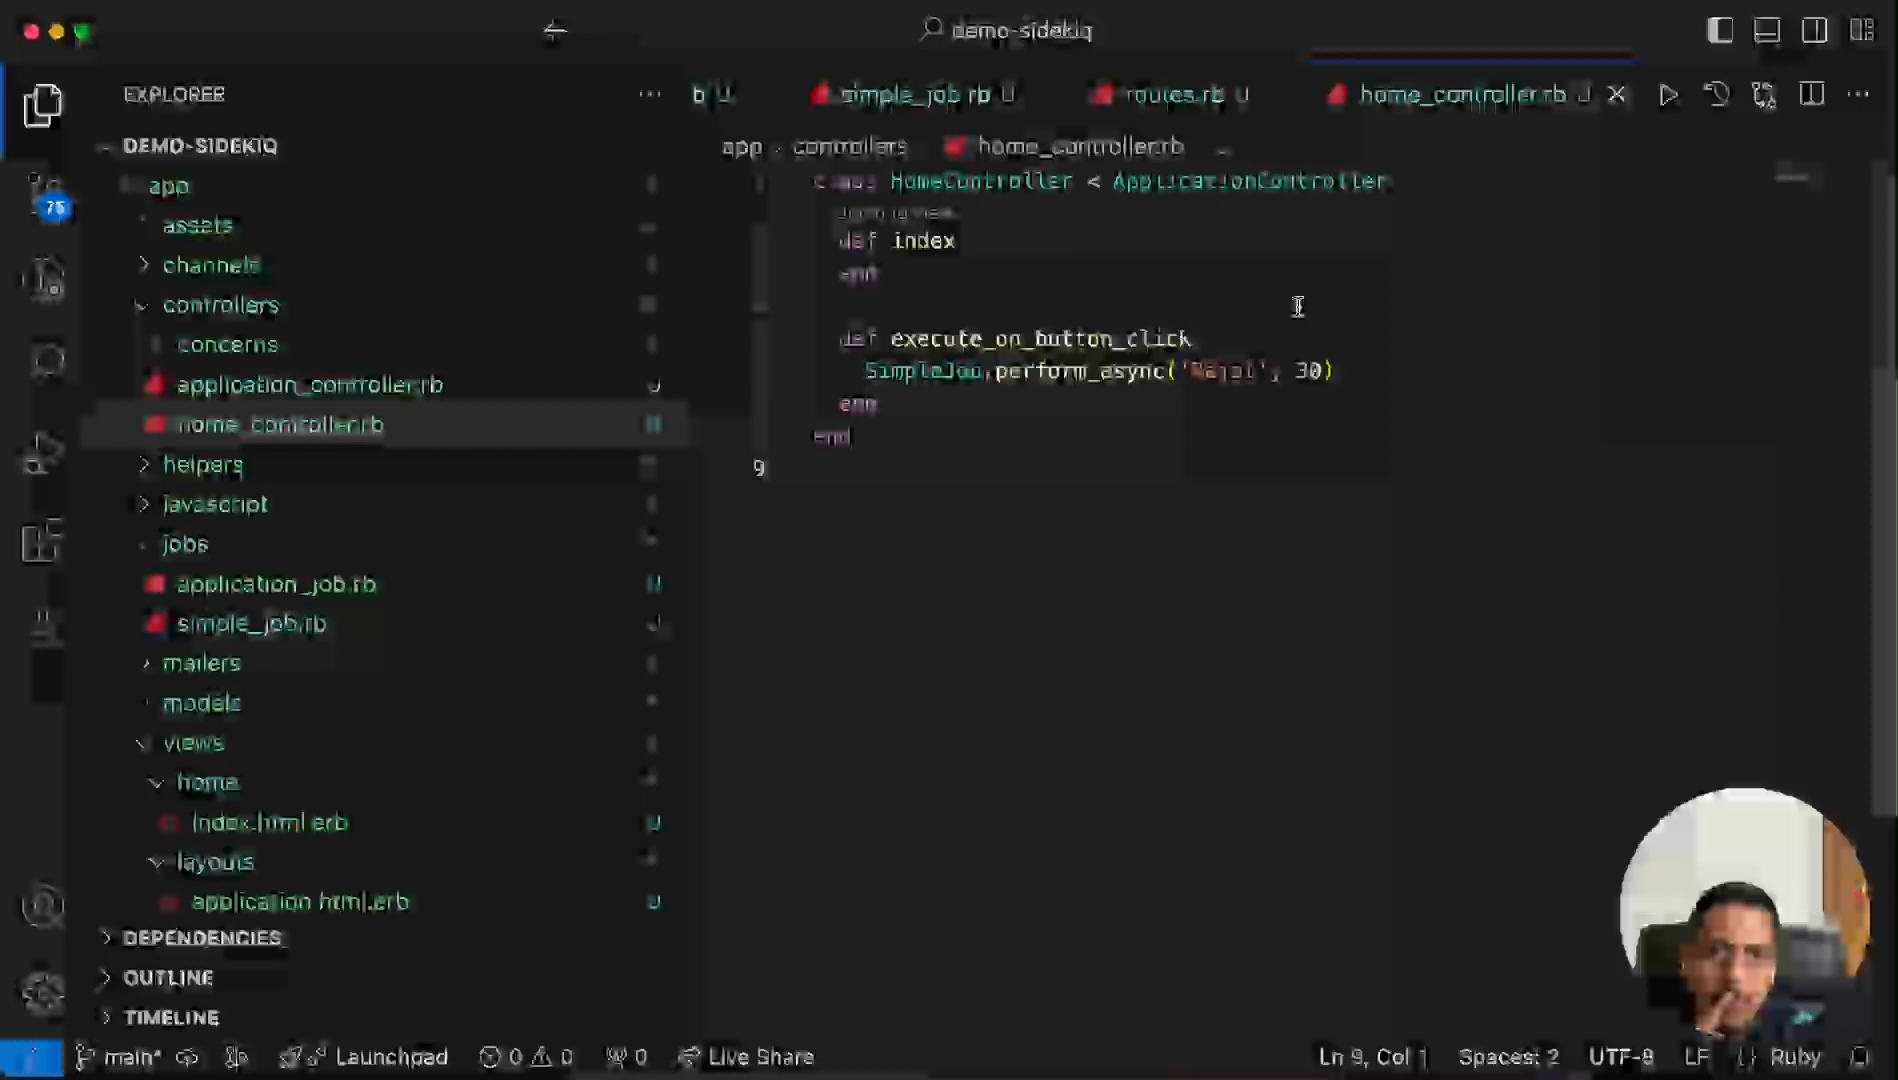 demo-sidekiq
EXPLORER
simple_job.rb U
routes.rb U
home_controller.rb U
DEMO-SIDEKIQ
app
controllers
home_controller.rb
75
app
assets
channels
controllers
concerns
application_controller.rb
home_controller.rb
helpers
javascript
jobs
application_job.rb U
simple_job.rb
mailers
models
views
home
index.html.erb U
layouts
application.html.erb U
DEPENDENCIES
OUTLINE
TIMELINE
class HomeController < ApplicationController
def index
end
def execute_on_button_click
SimpleJob.perform_async( , 30)
end
end
9
main*
Launchpad
0 0
0
Live Share
Ln 9, Col 1
Spaces: 2
UTF-8
LF
Ruby